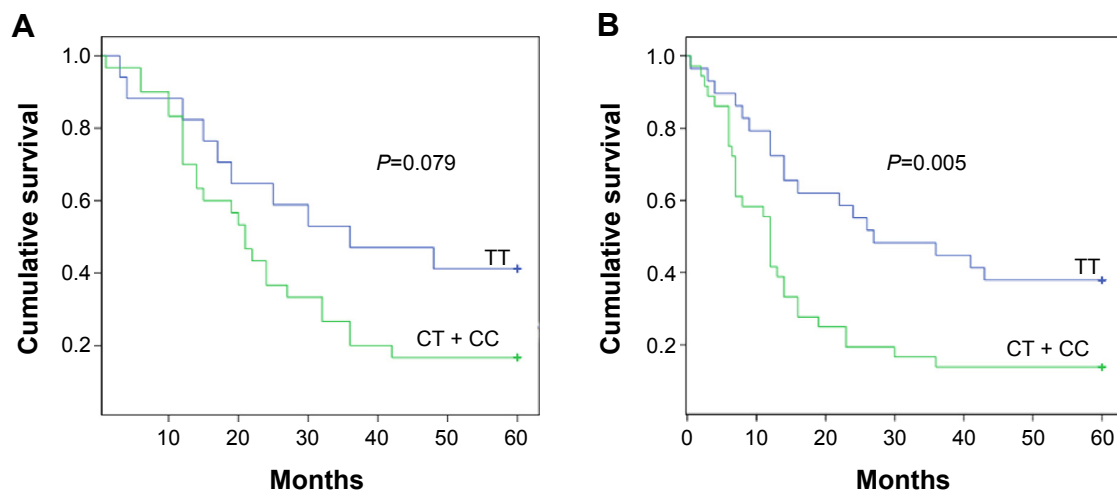 A
Cumulative survival
1.0
0.8
0.6
0.4
0.2
P=0.079
TT
CT + CC
10 20 30 40 50 60
Months
B
Cumulative survival
1.0
0.8
0.6
0.4
0.2
P=0.005
TT
CT + CC
0 10 20 30 40 50 60
Months